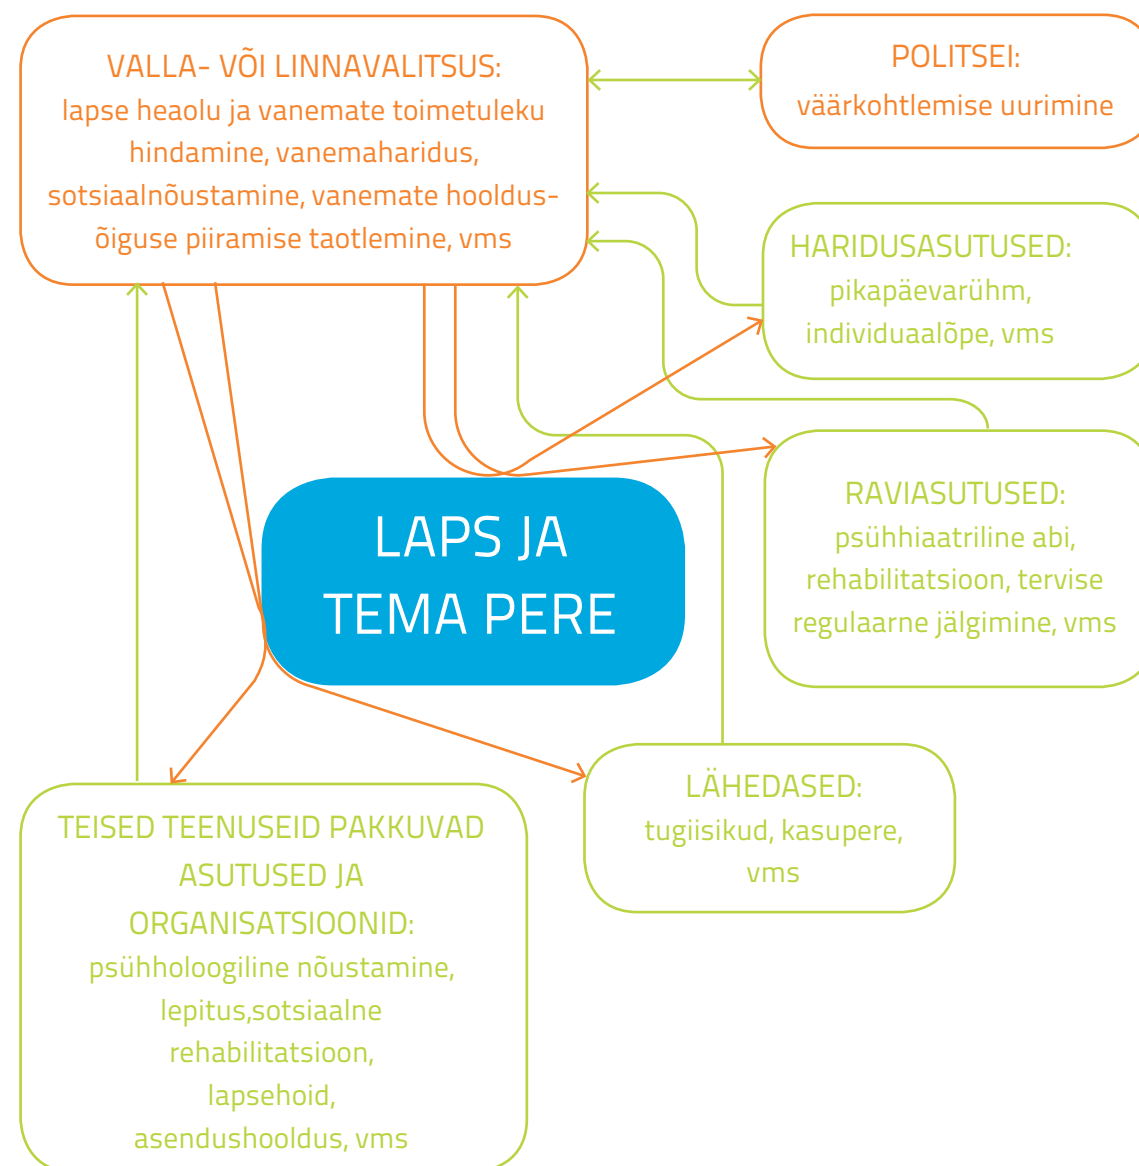 VALLA- VÕI LINNAVALITSUS:
lapse heaolu ja vanemate toimetuleku
hindamine, vanemaharidus,
sotsiaalnõustamine, vanemate hooldus-
õiguse piiramise taotlemine, vms
POLITSEI:
väärkohtlemise uurimine
HARIDUSASUTUSED:
pikapäevarühm,
individuaalõpe, vms
LAPS JA
TEMA PERE
RAVIASUTUSED:
psühhiaatriline abi,
rehabilitatsioon, tervise
regulaarne jälgimine, vms
LÄHEDASED:
tugiisikud, kasupere,
vms
TEISED TEENUSEID PAKKUVAD
ASUTUSED JA
ORGANISATSIOONID:
psühholoogiline nõustamine,
lepitus,sotsiaalne
rehabilitatsioon,
lapsehoid,
asendushooldus, vms